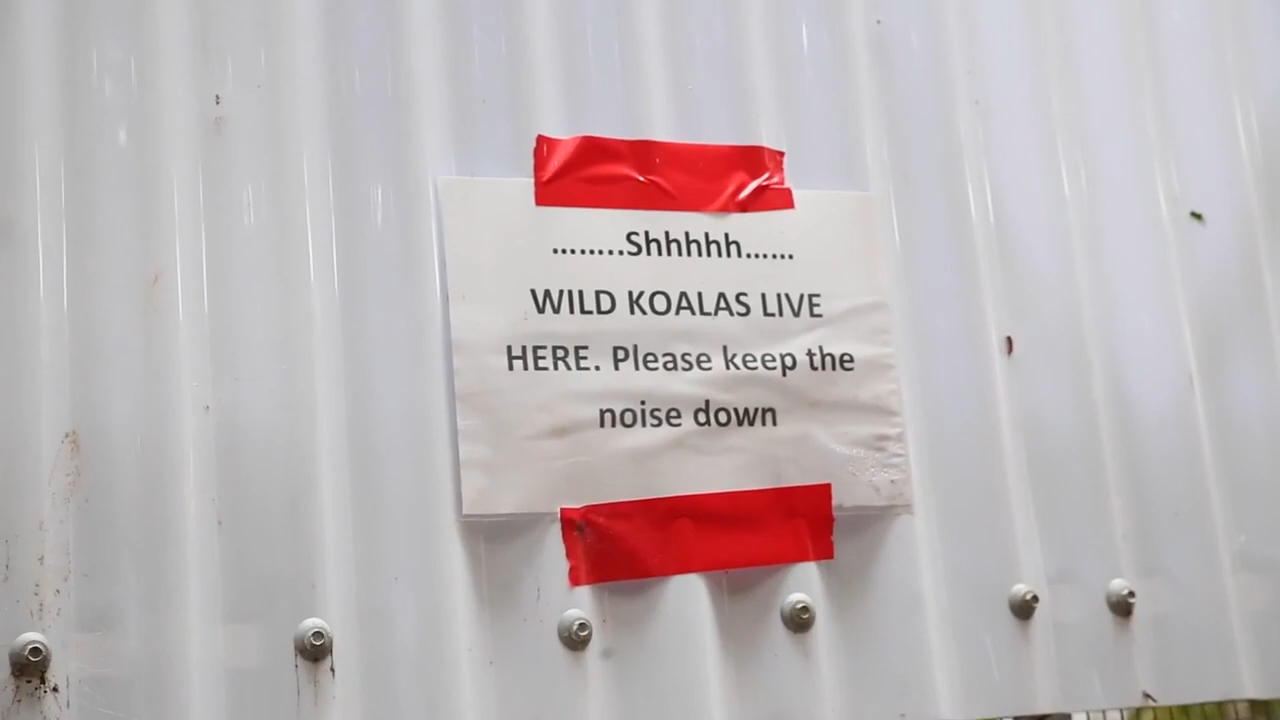 ........Shhhhh......
WILD KOALAS LIVE
HERE. Please keep the
noise down